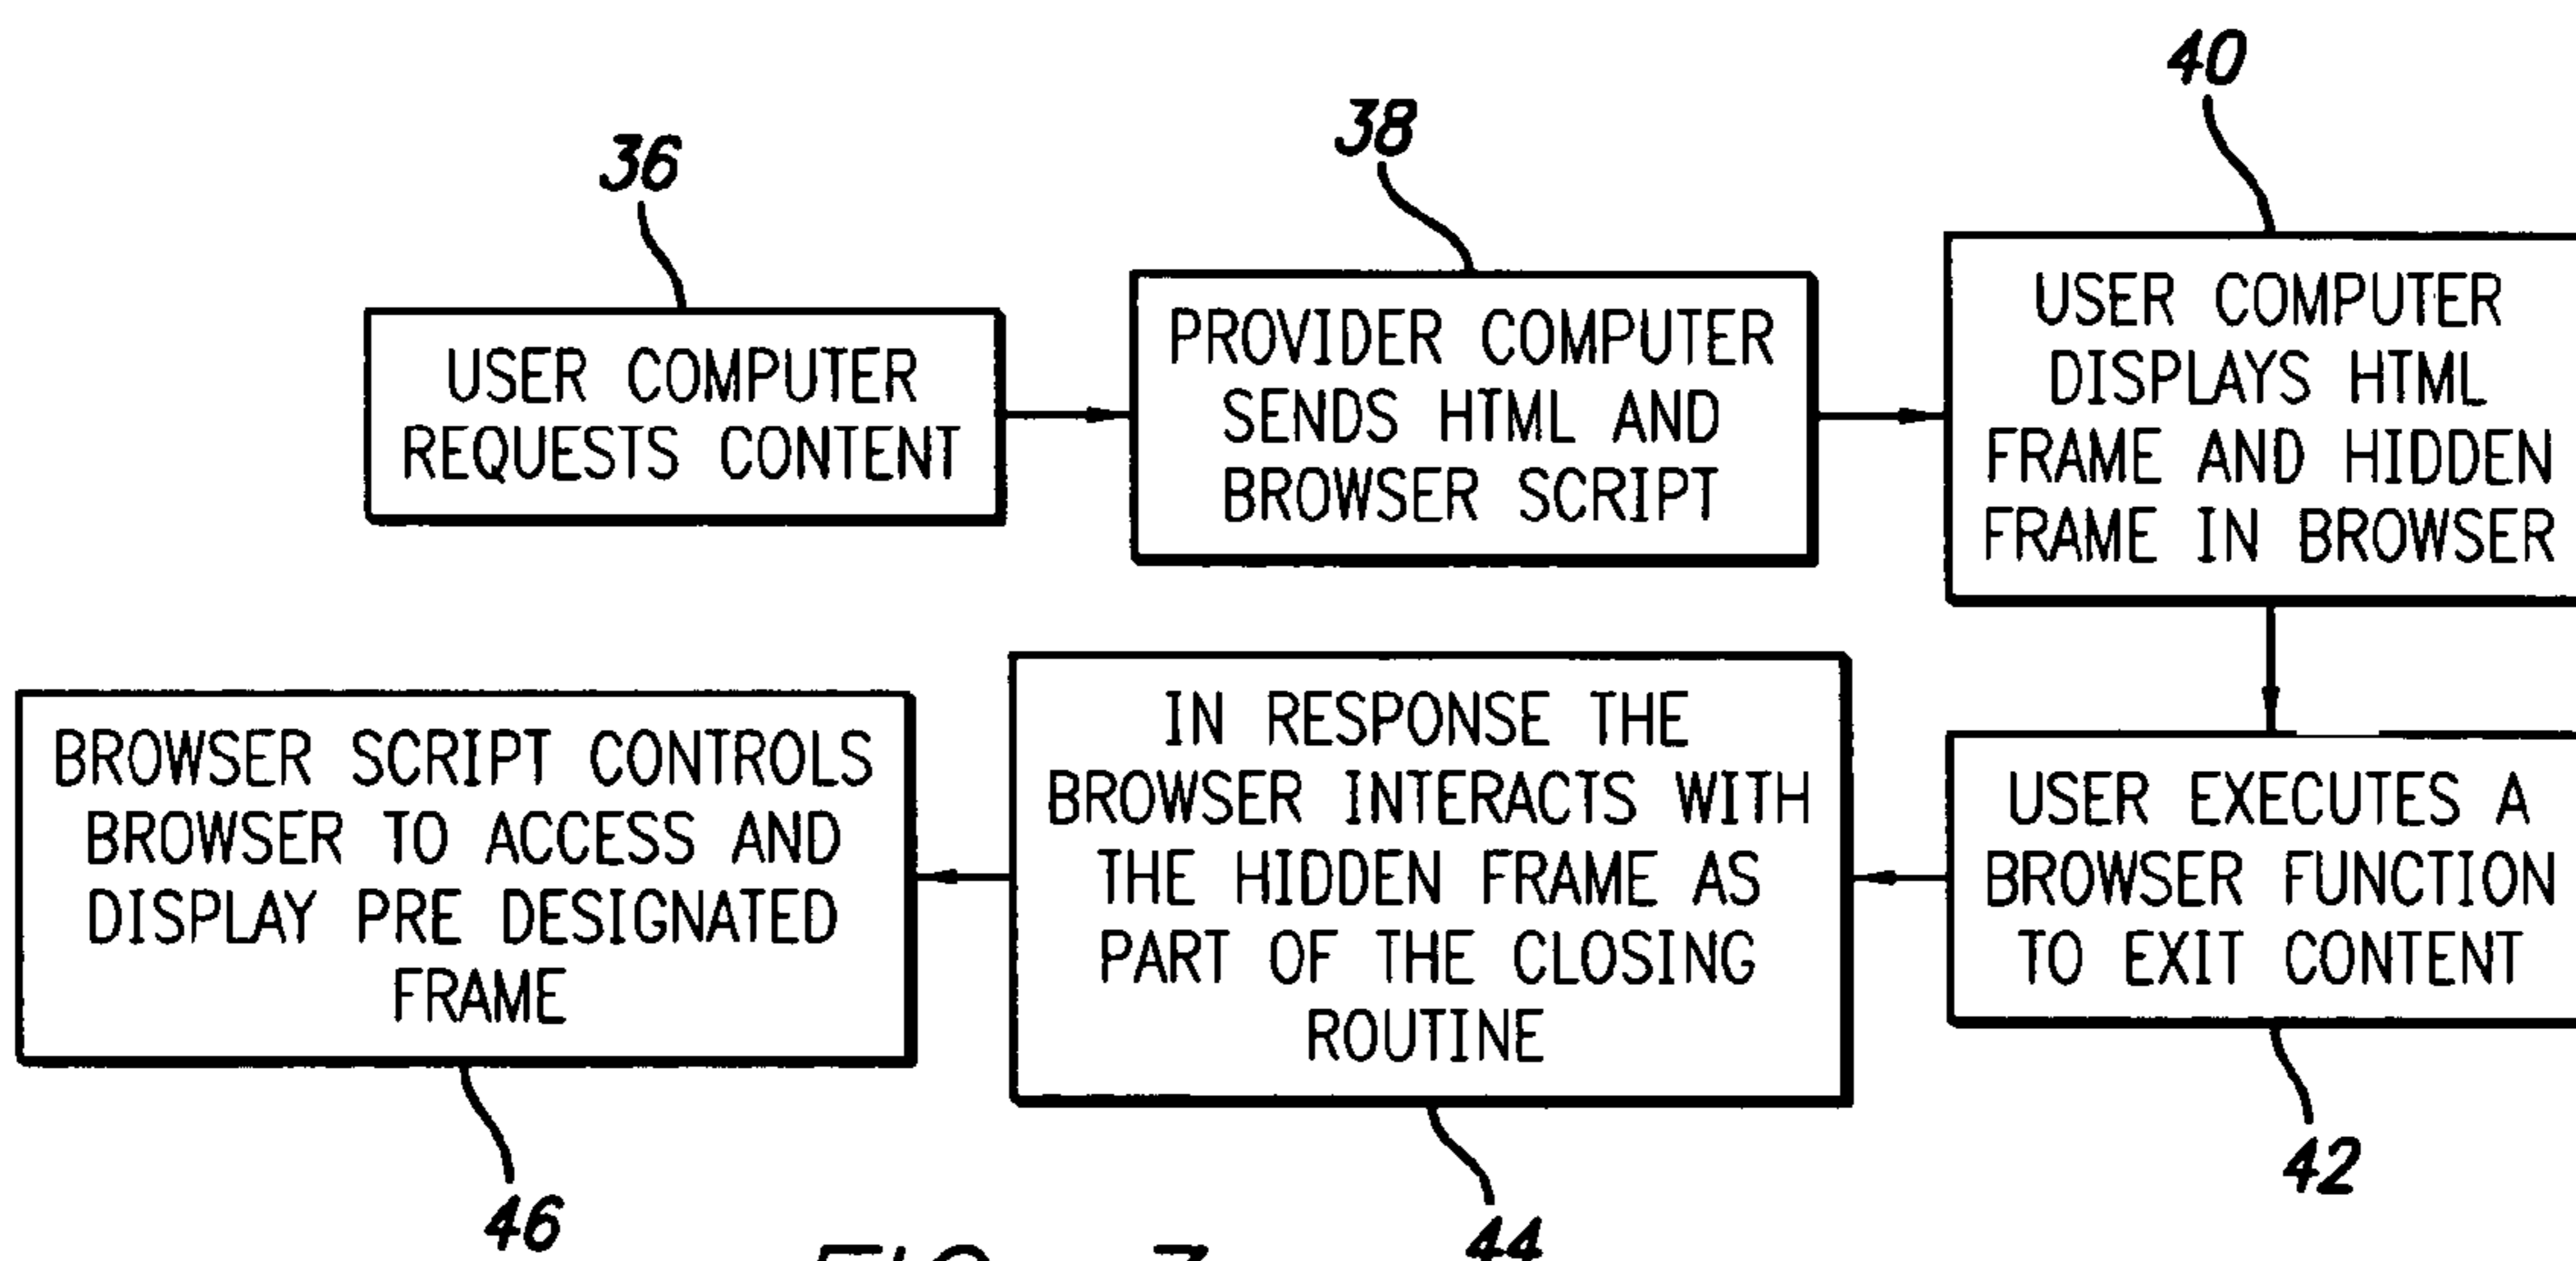 36
USER COMPUTER
REQUESTS CONTENT
38
PROVIDER COMPUTER
SENDS HTML AND
BROWSER SCRIPT
40
USER COMPUTER
DISPLAYS HTML
FRAME AND HIDDEN
FRAME IN BROWSER
USER EXECUTES A
BROWSER FUNCTION
TO EXIT CONTENT
42
IN RESPONSE THE
BROWSER INTERACTS WITH
THE HIDDEN FRAME AS
PART OF THE CLOSING
ROUTINE
44
BROWSER SCRIPT CONTROLS
BROWSER TO ACCESS AND
DISPLAY PRE DESIGNATED
FRAME
46